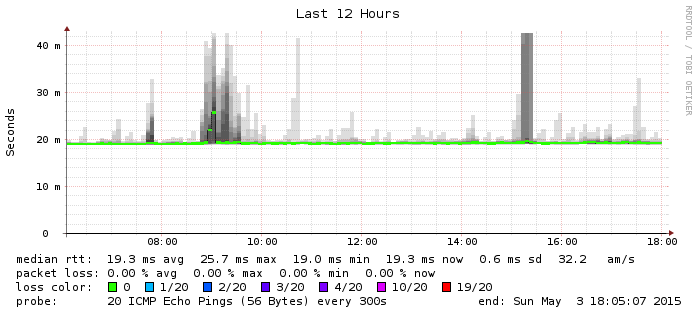 Last 12 Hours
RRDTOOL / TOBI OETIKER
Seconds
40 m
30 m
20 m
10 m
0
08:00 10:00 12:00 14:00 16:00 18:00
median rtt: 19.3 ms avg 25.7 ms max 19.0 ms min 19.3 ms now 0.6 ms sd 32.2 am/s
packet loss: 0.00 % avg 0.00 % max 0.00 % min 0.00 % now
loss color: 0 1/20 2/20 3/20 4/20 10/20 19/20
probe: 20 ICMP Echo Pings (56 Bytes) every 300s end: Sun May 3 18:05:07 2015